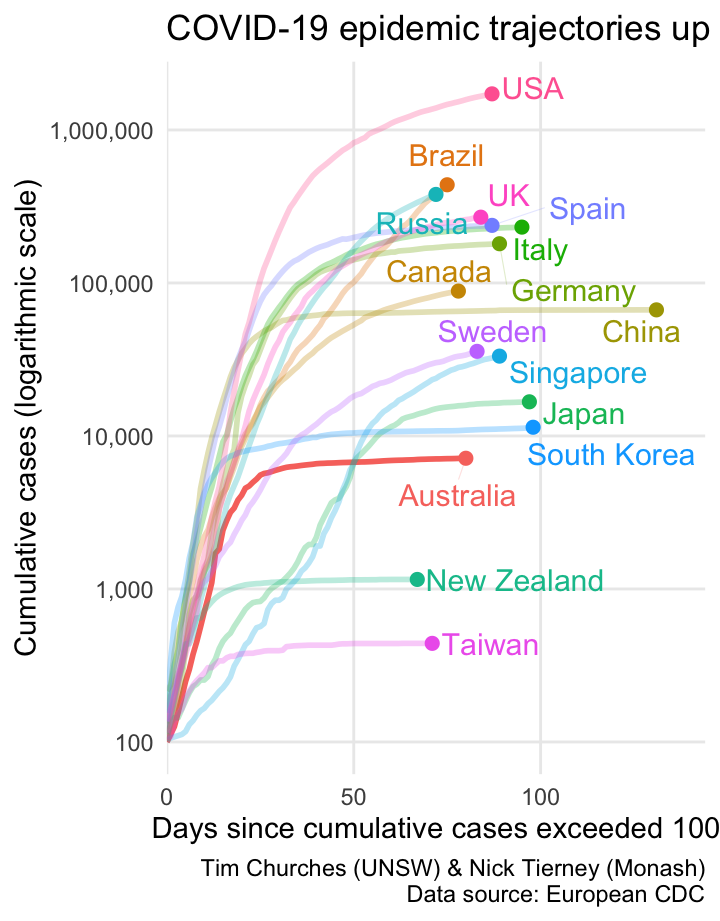 COVID-19 epidemic trajectories up
Cumulative cases (logarithmic scale)
1,000,000
100,000
10,000
1,000
100
USA
Brazil
UK
Spain
Russia
Italy
Canada
Germany
China
Sweden
Singapore
Japan
South Korea
Australia
New Zealand
Taiwan
0
50
100
Days since cumulative cases exceeded 100
Tim Churches (UNSW) & Nick Tierney (Monash)
Data source: European CDC